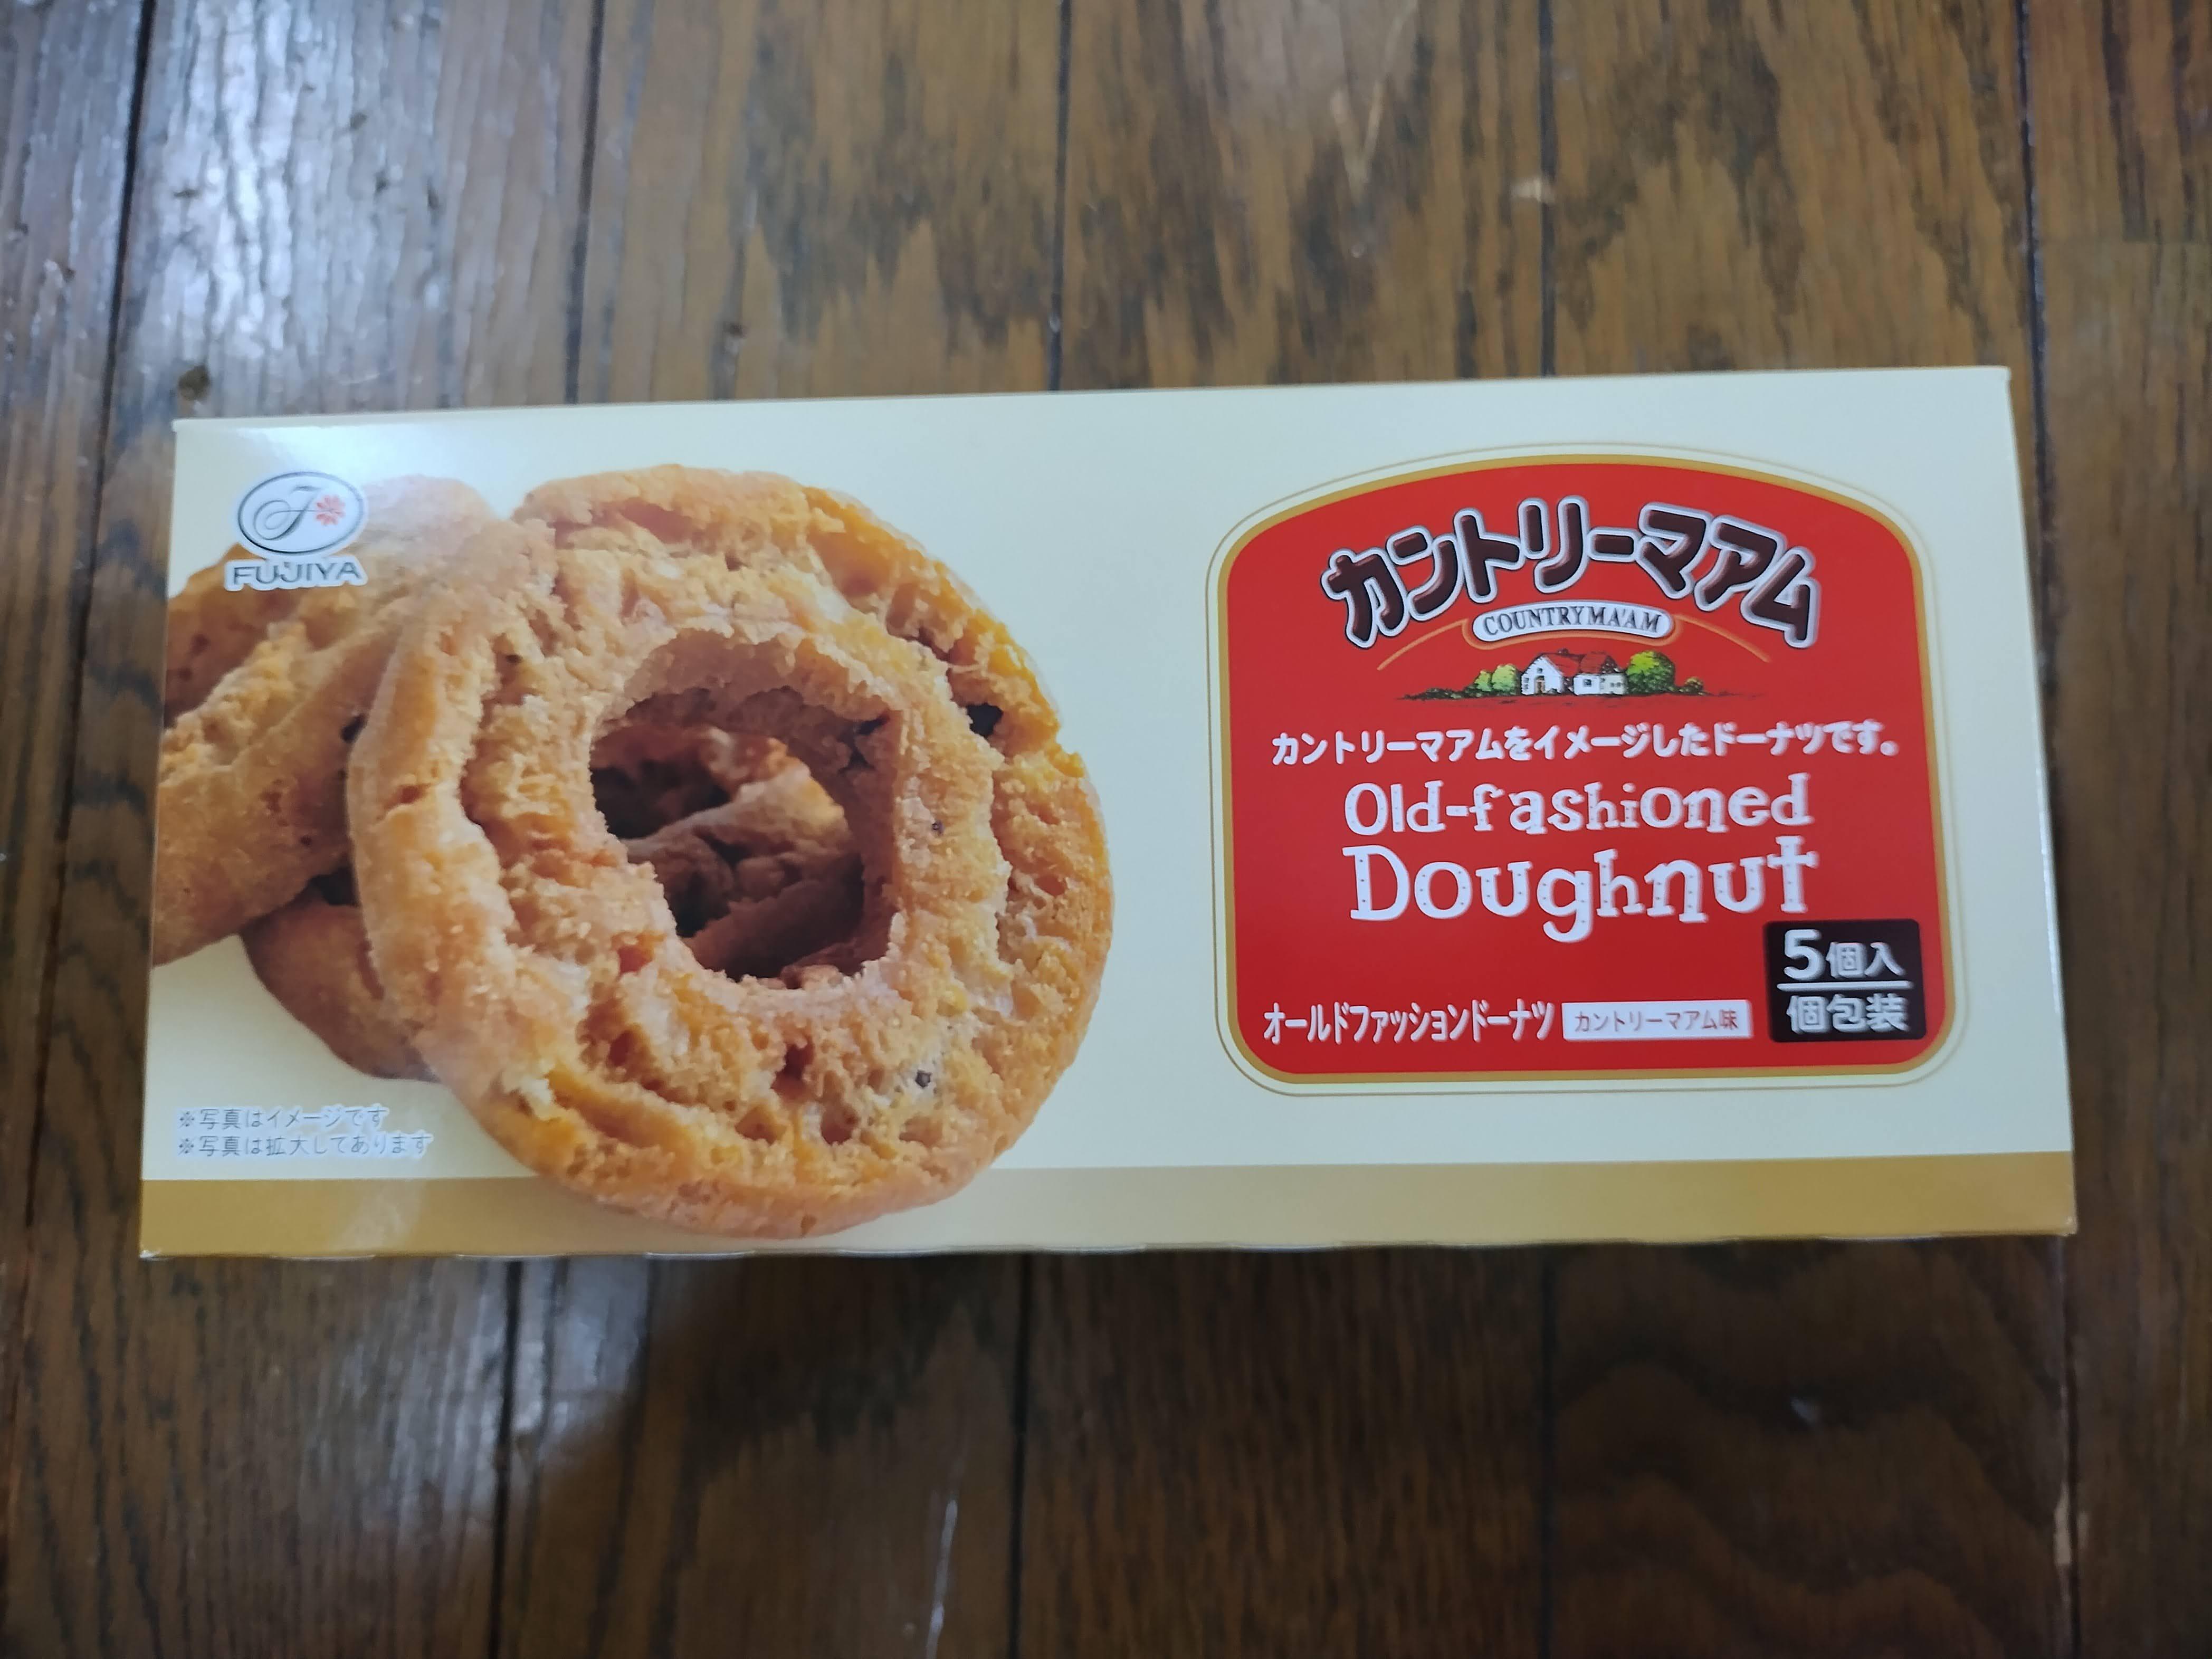 FUJIYA
カントリーマアム
COUNTRY MA'AM
カントリーマアムをイメージしたドーナツです。
Old-fashioned
Doughnut
5個入
個包装
オールドファッションドーナツ カントリーマアム味
※写真はイメージです
※写真は拡大してあります